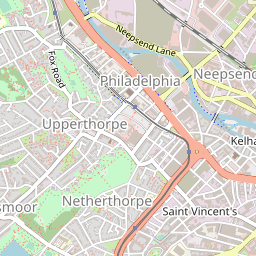 Neepsend Lane
Fox Road
Philadelphia
Neepsend
Upperthorpe
Kelha
Netherthorpe
smoor
Saint Vincent's